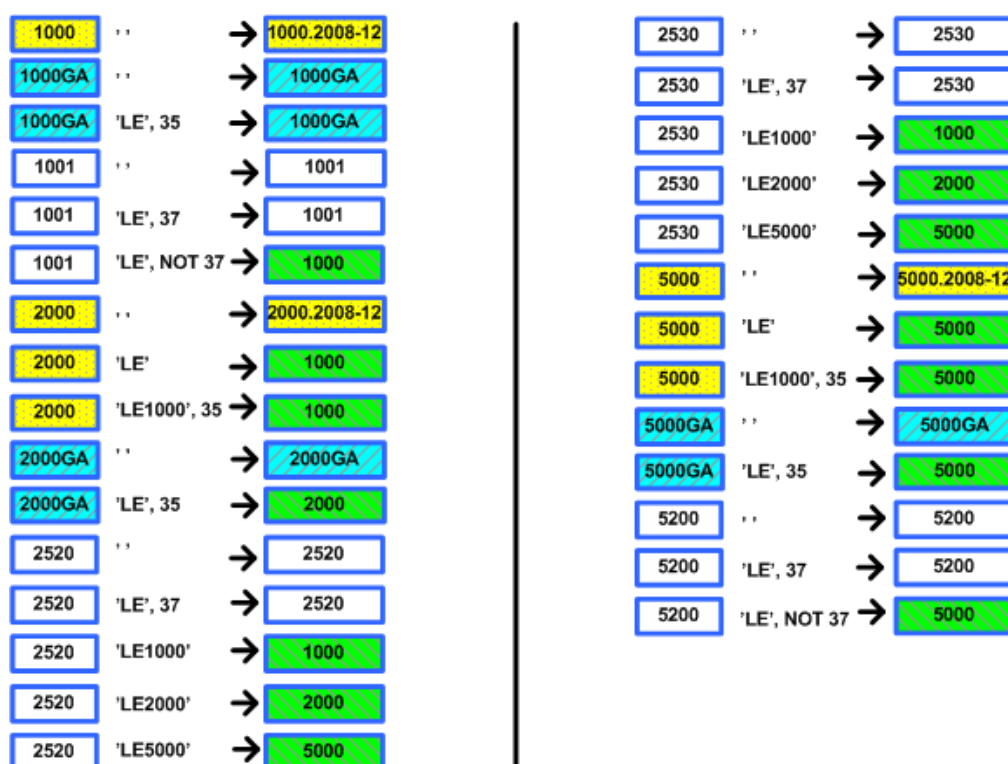 1000 ' ' 1000.2008-12
1000GA ' ' 1000GA
1000GA 'LE', 35 1000GA
1001 ' ' 1001
1001 'LE', 37 1001
1001 'LE', NOT 37 1000
2000 ' ' 2000.2008-12
2000 'LE' 1000
2000 'LE1000', 35 1000
2000GA ' ' 2000GA
2000GA 'LE', 35 2000
2520 ' ' 2520
2520 'LE', 37 2520
2520 'LE1000' 1000
2520 'LE2000' 2000
2520 'LE5000' 5000
2530 ' ' 2530
2530 'LE', 37 2530
2530 'LE1000' 1000
2530 'LE2000' 2000
2530 'LE5000' 5000
5000 ' ' 5000.2008-12
5000 'LE' 5000
5000 'LE1000', 35 5000
5000GA ' ' 5000GA
5000GA 'LE', 35 5000
5200 ' ' 5200
5200 'LE', 37 5200
5200 'LE', NOT 37 5000